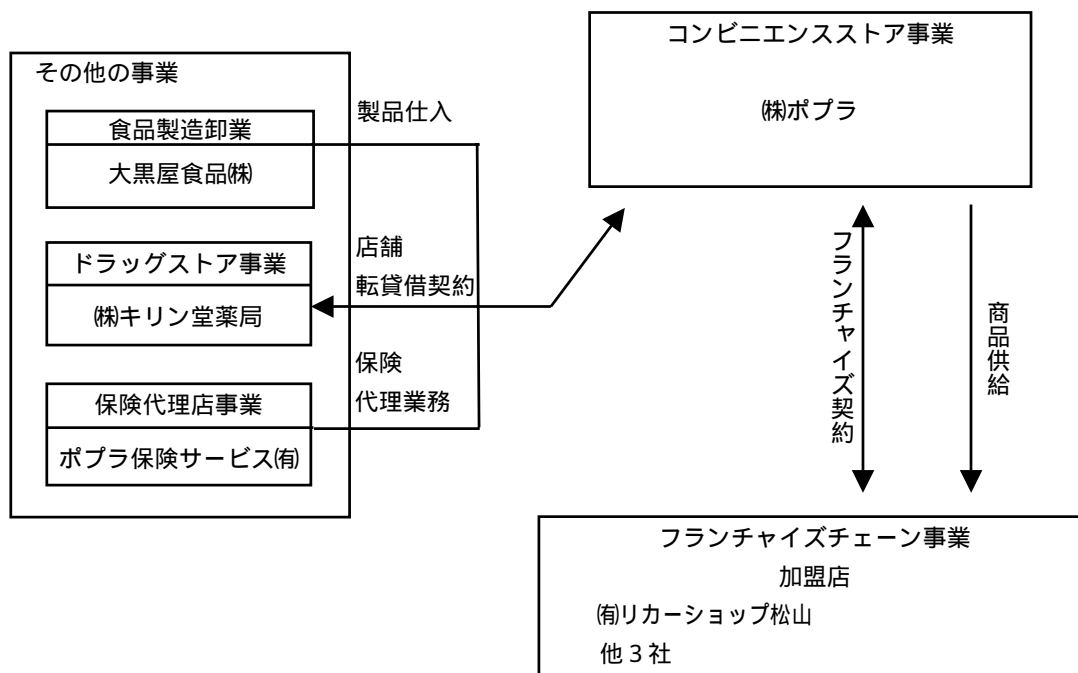 その他の事業
食品製造卸業
大黒屋食品㈱
ドラッグストア事業
㈱キリン堂薬局
保険代理店事業
ポプラ保険サービス㈲
製品仕入
店舗
転貸借契約
保険
代理業務
コンビニエンスストア事業
㈱ポプラ
フランチャイズ契約
商品供給
フランチャイズチェーン事業
加盟店
㈲リカーショップ松山
他3社